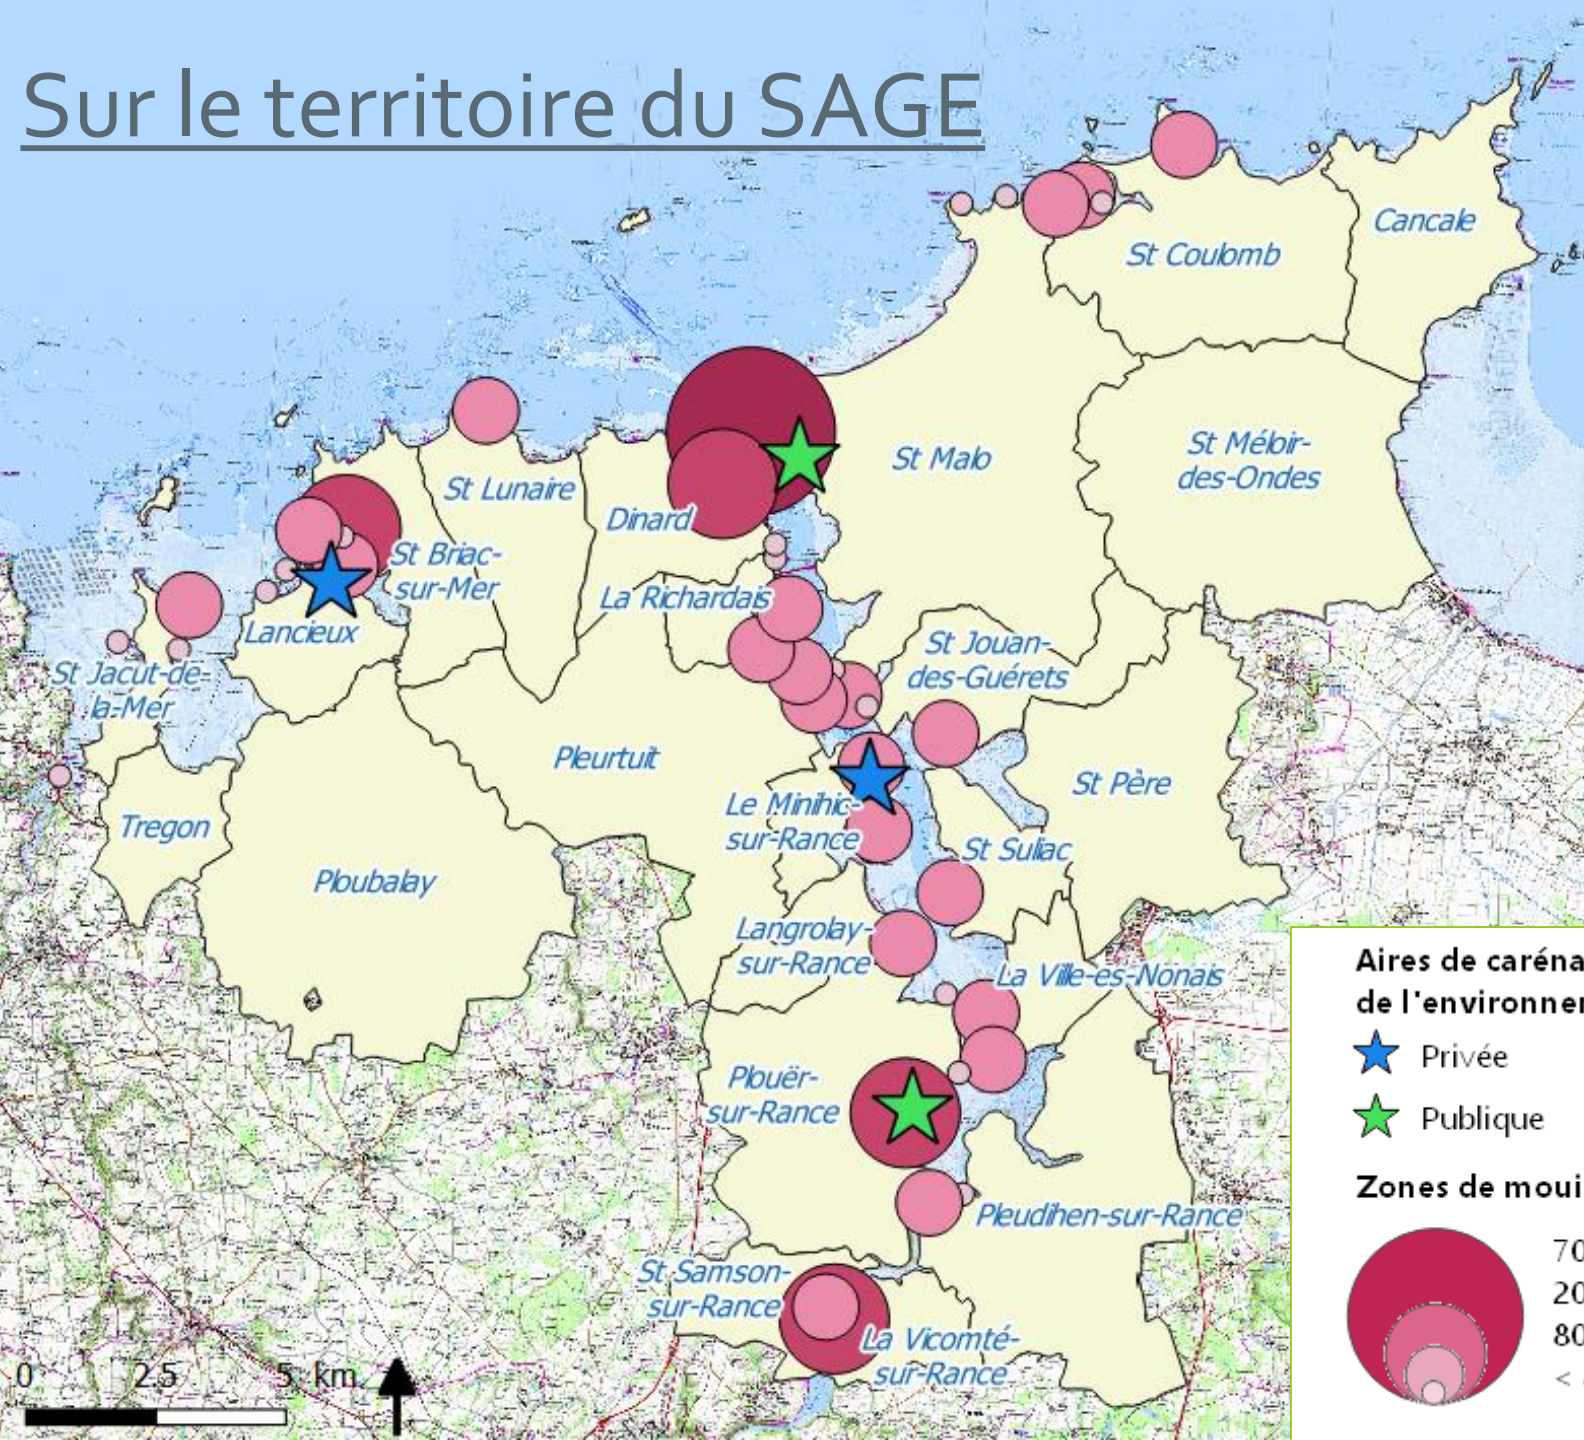 Sur le territoire du SAGE
Cancale
St Coulomb
St Malo
St Méloir-
des-Ondes
St Lunaire
Dinard
St Briac-
sur-Mer
La Richardais
Lancieux
St Jouan-
des-Guérets
St Jacut-de-
la-Mer
Pleurtuit
St Père
Le Minihic-
sur-Rance
Tregon
St Suliac
Ploubalay
Langrolay-
sur-Rance
La Ville-es-Nonais
Plouër-
sur-Rance
Pleudihen-sur-Rance
St Samson-
sur-Rance
La Vicomté-
sur-Rance
0 2.5 5 km
Aires de caréna
de l'environne
Privée
Publique
Zones de moui
70
20
80
<